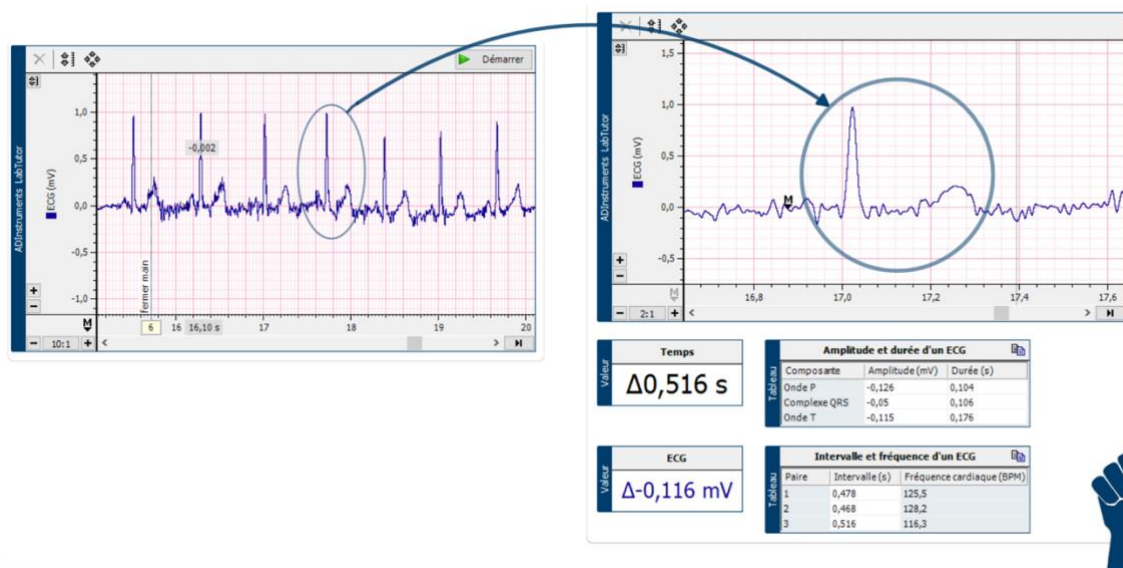 Démarrer
ADInstruments LabTutor
ECG (mV)
1,0
0,5
0,0
-0,5
-1,0
-0,002
fermer main
M
6 16 16,10 s 17 18 19 20
- 10:1 + < > 
ADInstruments LabTutor
ECG (mV)
1,5
1,0
0,5
0,0
-0,5
M
16,8 17,0 17,2 17,4 17,6
M
- 2:1 + < >
Valeur
Temps
Δ0,516 s
Tableau
Amplitude et durée d'un ECG
Composante Amplitude (mV) Durée (s)
Onde P -0,126 0,104
Complexe QRS -0,05 0,106
Onde T -0,115 0,176
Valeur
ECG
Δ-0,116 mV
Tableau
Intervalle et fréquence d'un ECG
Paire Intervalle (s) Fréquence cardiaque (BPM)
1 0,478 125,5
2 0,468 128,2
3 0,516 116,3